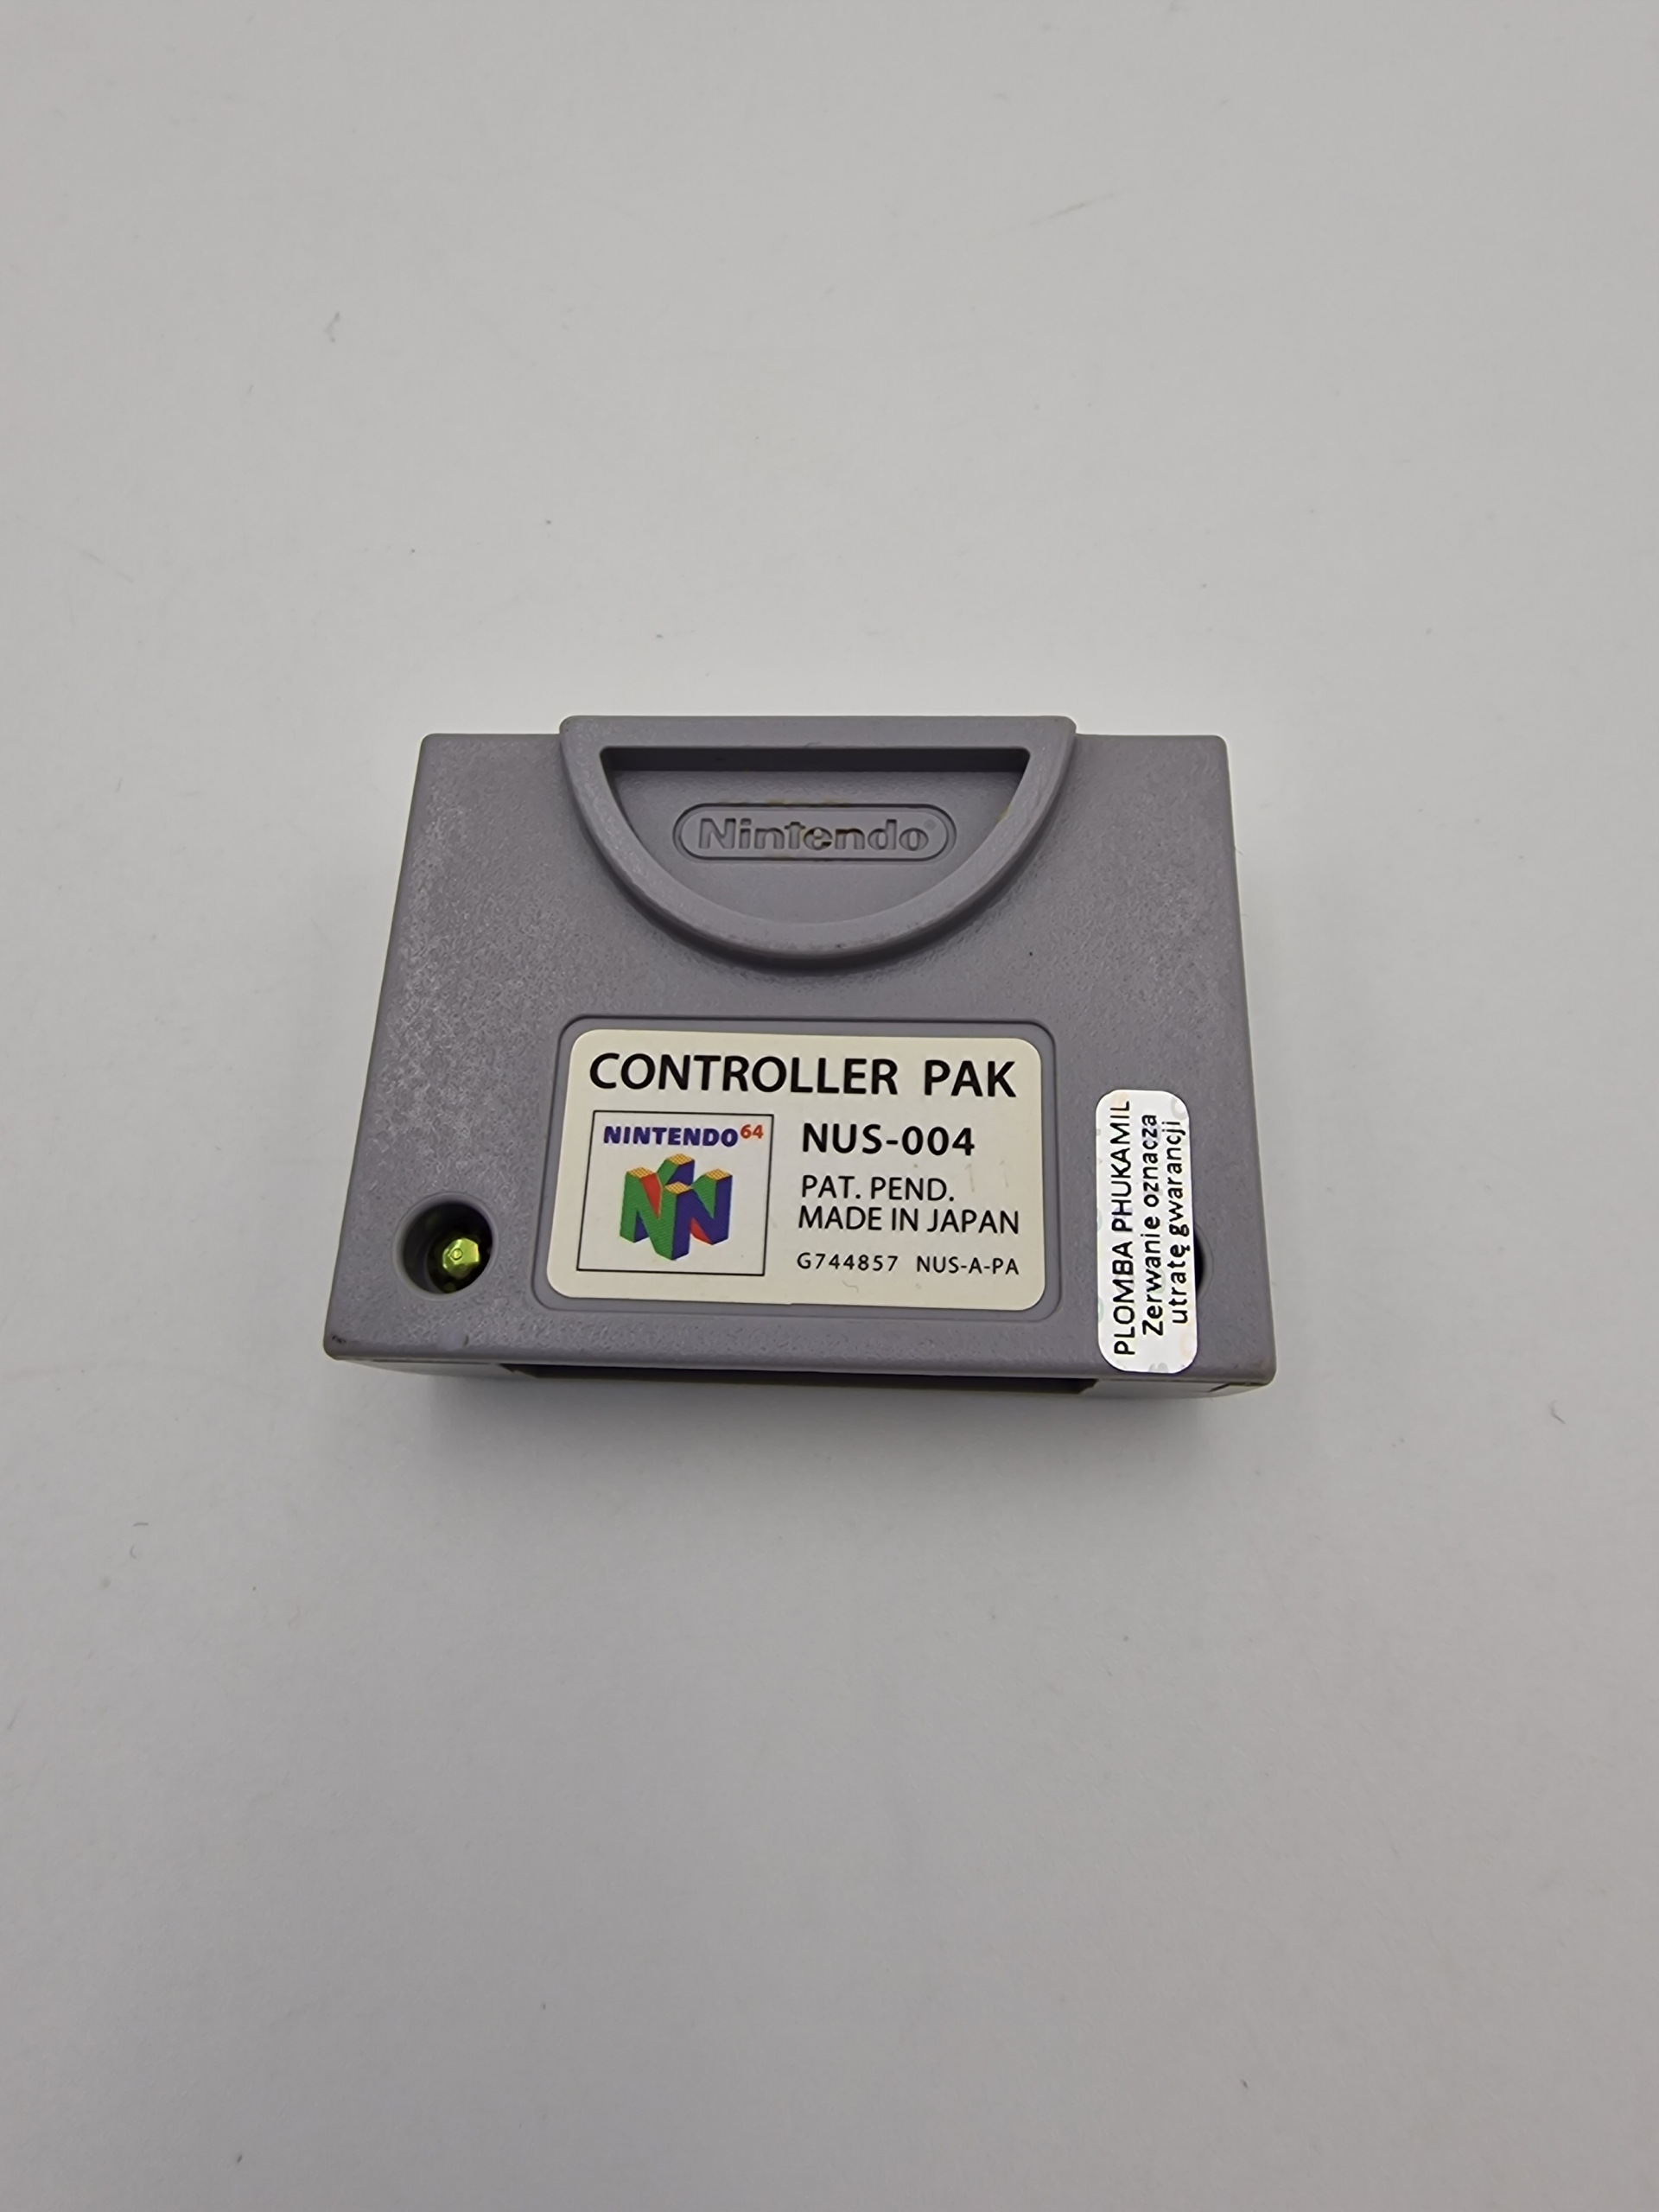 Nintendo®
CONTROLLER PAK
NINTENDO64
NUS-004
PAT. PEND.
MADE IN JAPAN
G744857 NUS-A-PA
PLOMBA PHUKAMIL
Zerwanie oznacza
utratę gwarancji